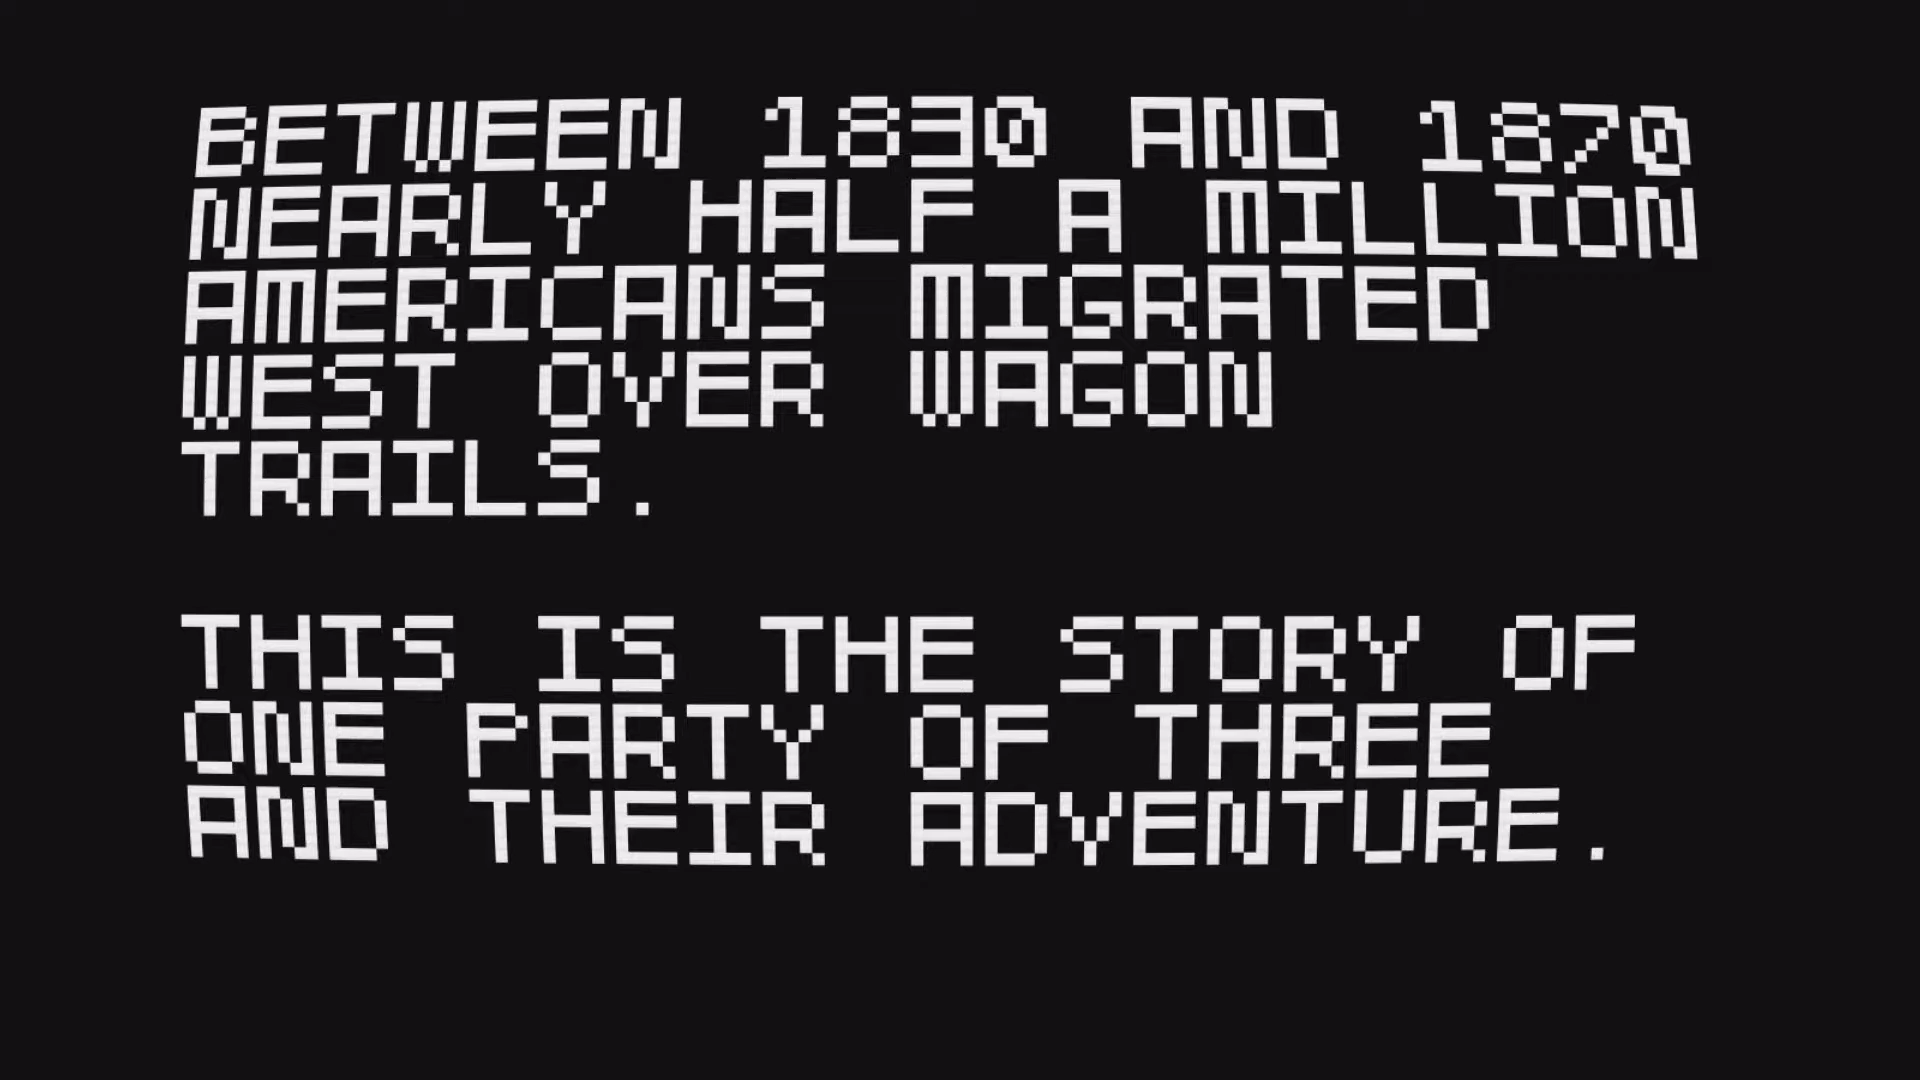 BETWEEN 1830 AND 1870
NEARLY HALF A MILLION
AMERICANS MIGRATED
WEST OVER WAGON
TRAILS.
THIS IS THE STORY OF
ONE PARTY OF THREE
AND THEIR ADVENTURE.